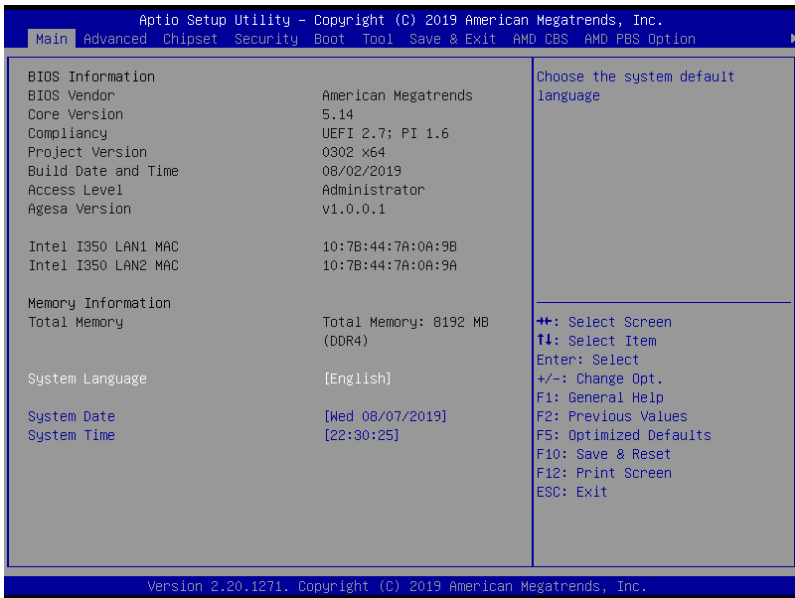 Aptio Setup Utility – Copyright (C) 2019 American Megatrends, Inc.
Main Advanced Chipset Security Boot Tool Save & Exit AMD CBS AMD PBS Option
BIOS Information
BIOS Vendor American Megatrends
Core Version 5.14
Compliancy UEFI 2.7; PI 1.6
Project Version 0302 x64
Build Date and Time 08/02/2019
Access Level Administrator
Agesa Version v1.0.0.1
Intel I350 LAN1 MAC 10:7B:44:7A:0A:9B
Intel I350 LAN2 MAC 10:7B:44:7A:0A:9A
Memory Information
Total Memory Total Memory: 8192 MB
(DDR4)
System Language [English]
System Date [Wed 08/07/2019]
System Time [22:30:25]
Choose the system default
language
→←: Select Screen
↑↓: Select Item
Enter: Select
+/-: Change Opt.
F1: General Help
F2: Previous Values
F5: Optimized Defaults
F10: Save & Reset
F12: Print Screen
ESC: Exit
Version 2.20.1271. Copyright (C) 2019 American Megatrends, Inc.